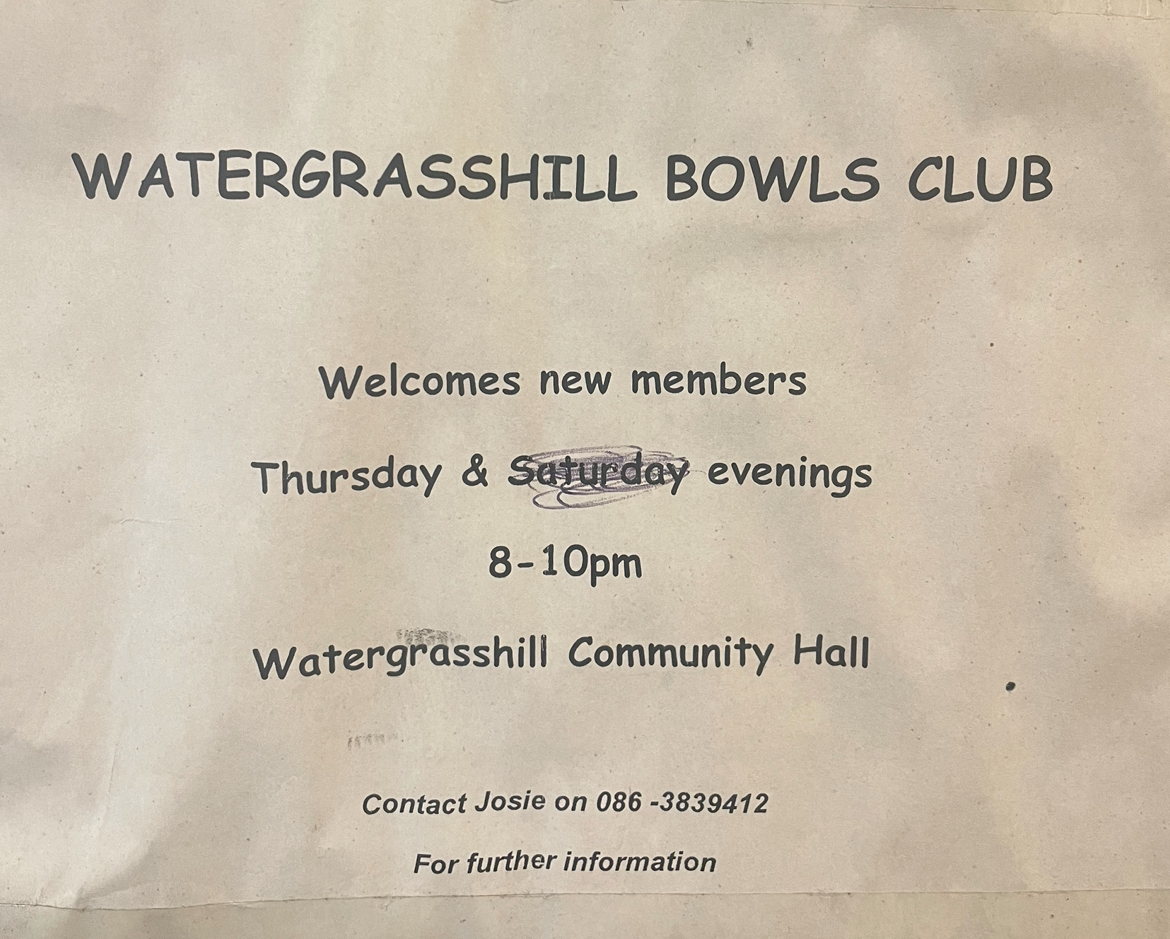 WATERGRASSHILL BOWLS CLUB
Welcomes new members
Thursday & Saturday evenings
8-10pm
Watergrasshill Community Hall
Contact Josie on 086 -3839412
For further information